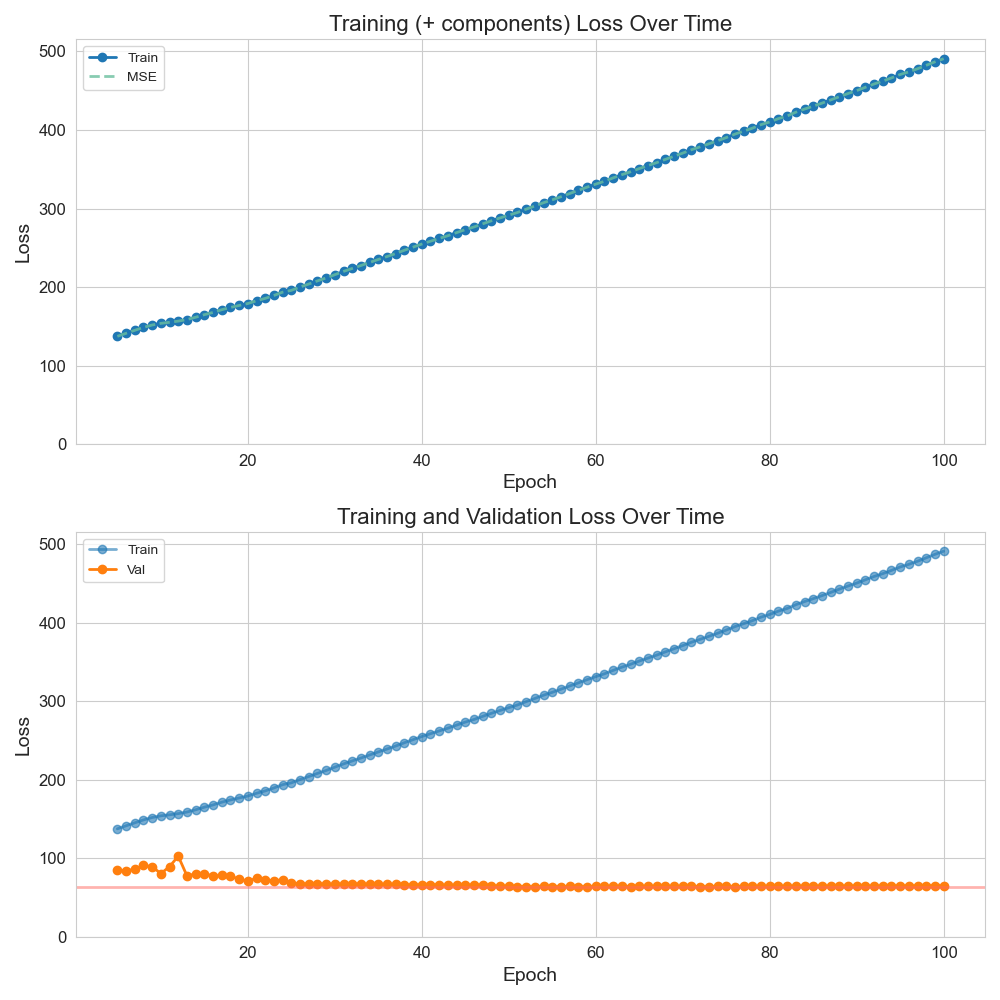 Training (+ components) Loss Over Time
Train
MSE
500
400
300
200
100
0
Loss
20 40 60 80 100
Epoch
Training and Validation Loss Over Time
Train
Val
500
400
300
200
100
0
Loss
20 40 60 80 100
Epoch